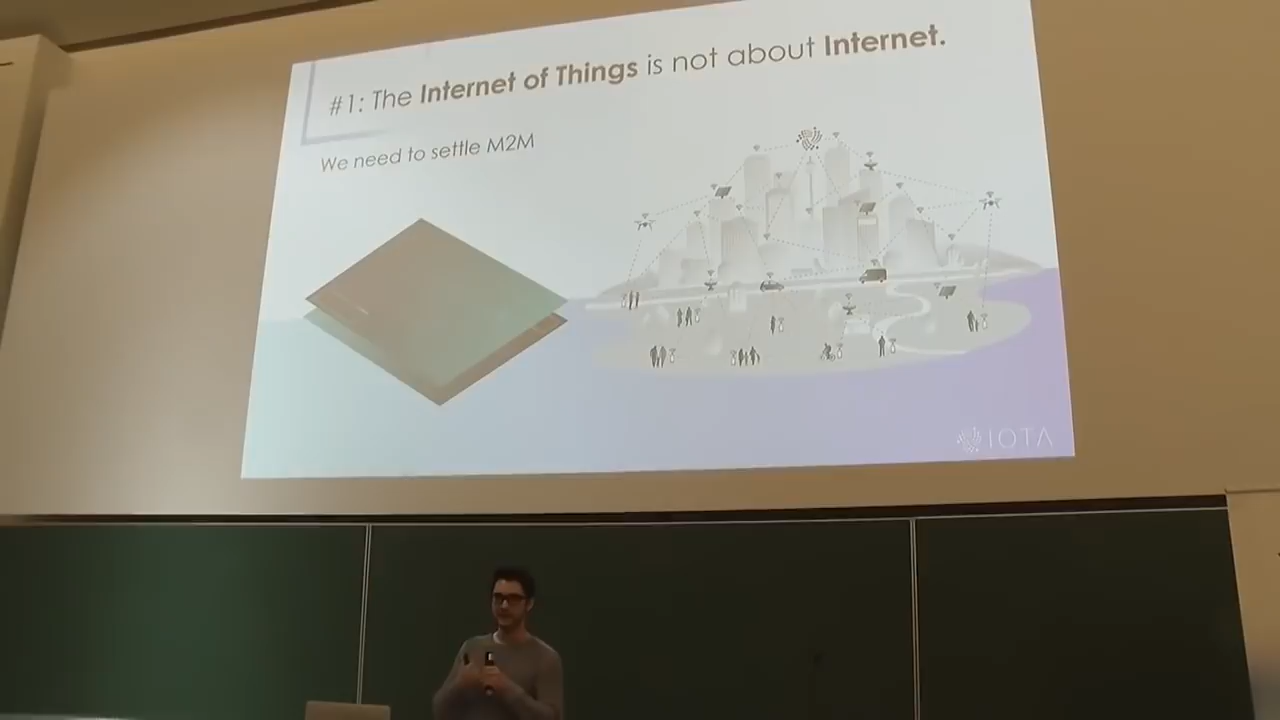 #1: The Internet of Things is not about Internet.
We need to settle M2M
IOTA